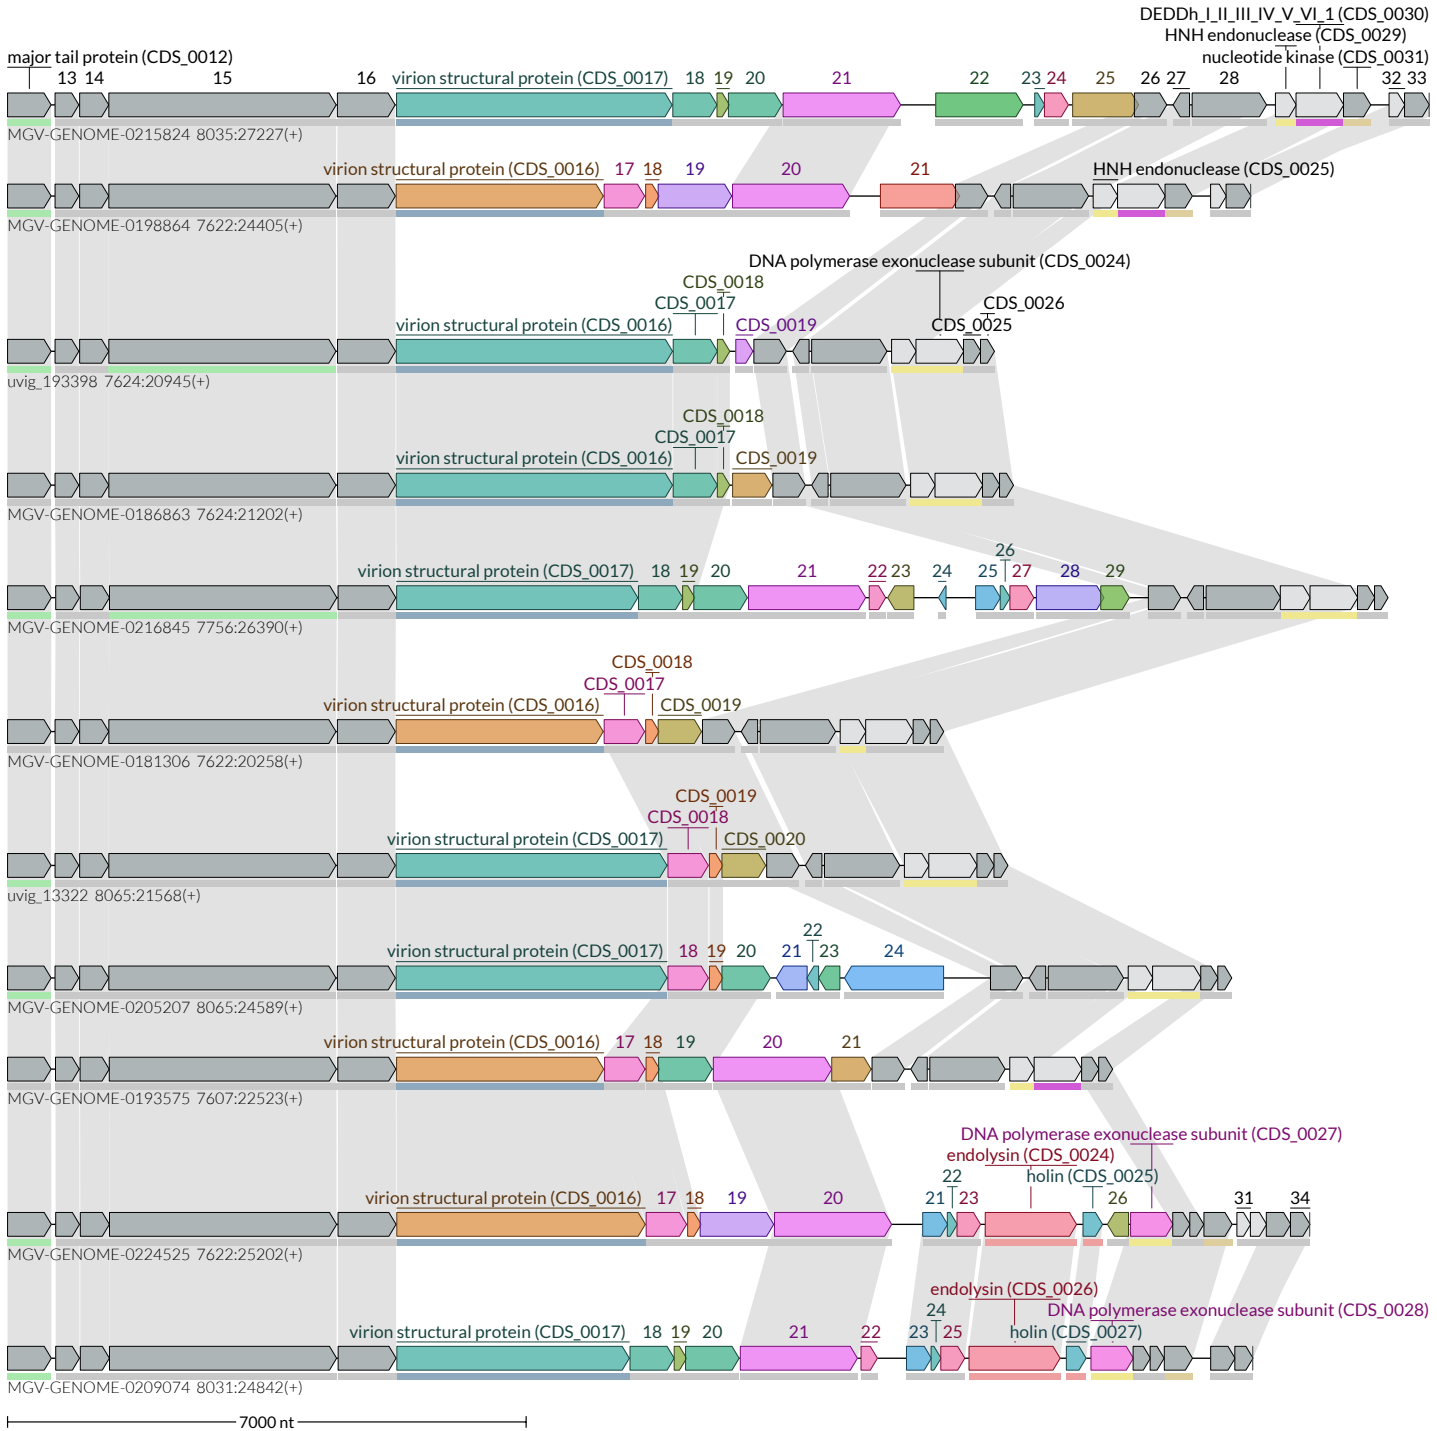 DEDDh_I_II_III_IV_V_VI_1 (CDS_0030)
HNH endonuclease (CDS_0029)
major tail protein (CDS_0012) nucleotide kinase (CDS_0031)
13 14 15 16 virion structural protein (CDS_0017) 18 19 20 21 22 23 24 25 26 27 28 32 33
MGV-GENOME-0215824 8035:27227(+)
virion structural protein (CDS_0016) 17 18 19 20 21 HNH endonuclease (CDS_0025)
MGV-GENOME-0198864 7622:24405(+)
DNA polymerase exonuclease subunit (CDS_0024)
CDS_0018
CDS_0017 CDS_0026
virion structural protein (CDS_0016) CDS_0019 CDS_0025
uvig_193398 7624:20945(+)
CDS_0018
CDS_0017
virion structural protein (CDS_0016) CDS_0019
MGV-GENOME-0186863 7624:21202(+)
26
virion structural protein (CDS_0017) 18 19 20 21 22 23 24 25 27 28 29
MGV-GENOME-0216845 7756:26390(+)
CDS_0018
CDS_0017
virion structural protein (CDS_0016) CDS_0019
MGV-GENOME-0181306 7622:20258(+)
CDS_0019
CDS_0018
virion structural protein (CDS_0017) CDS_0020
uvig_13322 8065:21568(+)
22
virion structural protein (CDS_0017) 18 19 20 21 23 24
MGV-GENOME-0205207 8065:24589(+)
virion structural protein (CDS_0016) 17 18 19 20 21
MGV-GENOME-0193575 7607:22523(+)
DNA polymerase exonuclease subunit (CDS_0027)
endolysin (CDS_0024)
22 holin (CDS_0025)
virion structural protein (CDS_0016) 17 18 19 20 21 23 26 31 34
MGV-GENOME-0224525 7622:25202(+)
endolysin (CDS_0026)
24 DNA polymerase exonuclease subunit (CDS_0028)
virion structural protein (CDS_0017) 18 19 20 21 22 23 25 holin (CDS_0027)
MGV-GENOME-0209074 8031:24842(+)
7000 nt